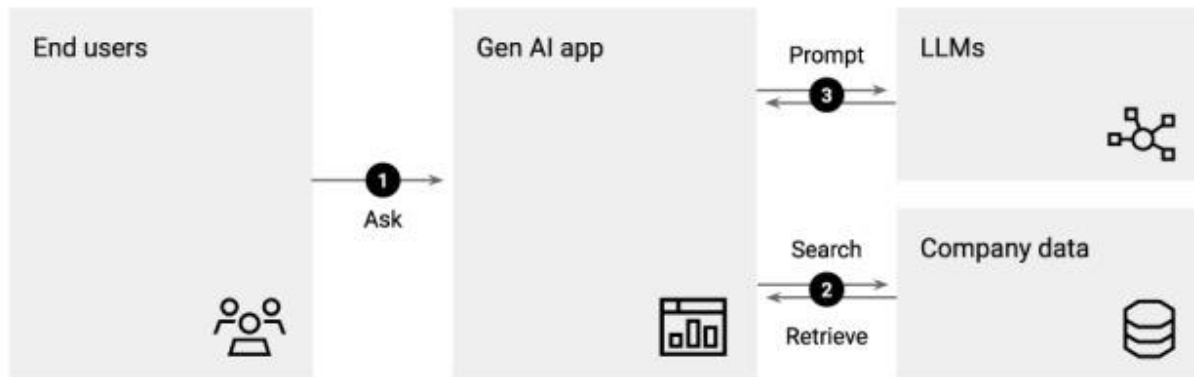 End users
Gen AI app
Prompt
3
LLMs
1
Ask
Search
2
Retrieve
Company data